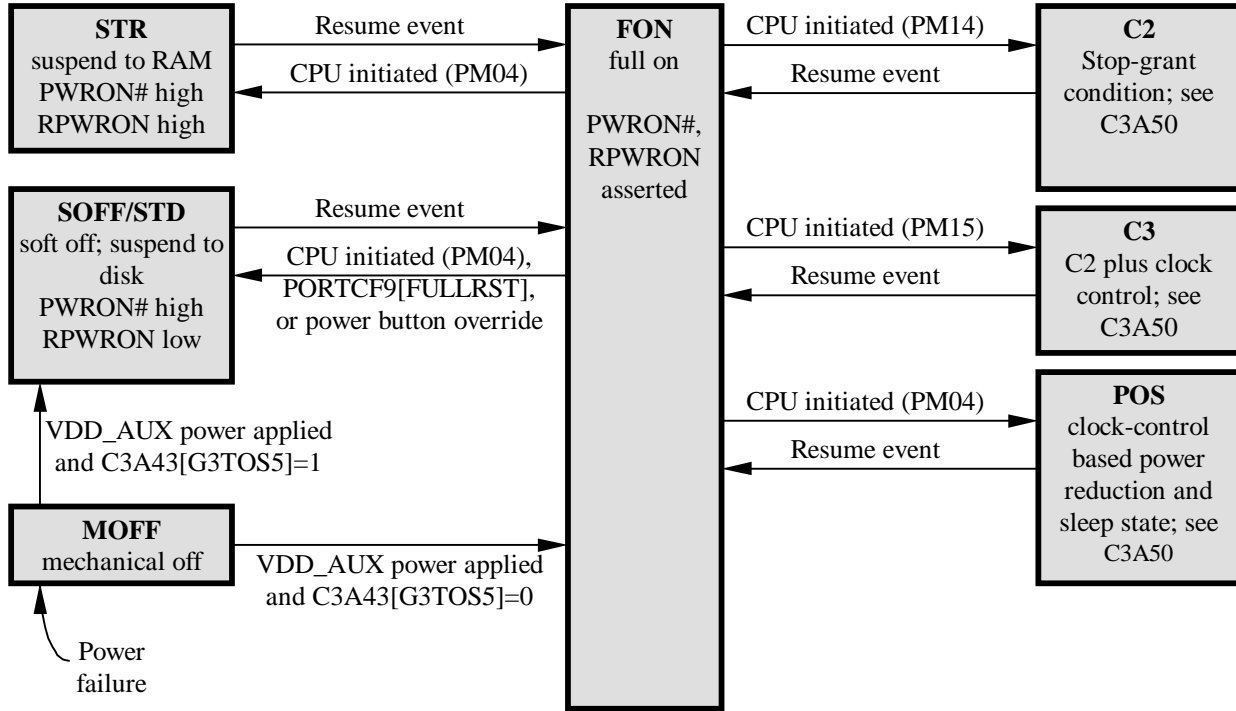 STR
suspend to RAM
PWRON# high
RPWRON high
Resume event
CPU initiated (PM04)
SOFF/STD
soft off; suspend to
disk
PWRON# high
RPWRON low
Resume event
CPU initiated (PM04),
PORTCF9[FULLRST],
or power button override
VDD_AUX power applied
and C3A43[G3TOS5]=1
MOFF
mechanical off
VDD_AUX power applied
and C3A43[G3TOS5]=0
Power
failure
FON
full on
PWRON#,
RPWRON
asserted
CPU initiated (PM14)
Resume event
C2
Stop-grant
condition; see
C3A50
CPU initiated (PM15)
Resume event
C3
C2 plus clock
control; see
C3A50
CPU initiated (PM04)
Resume event
POS
clock-control
based power
reduction and
sleep state; see
C3A50